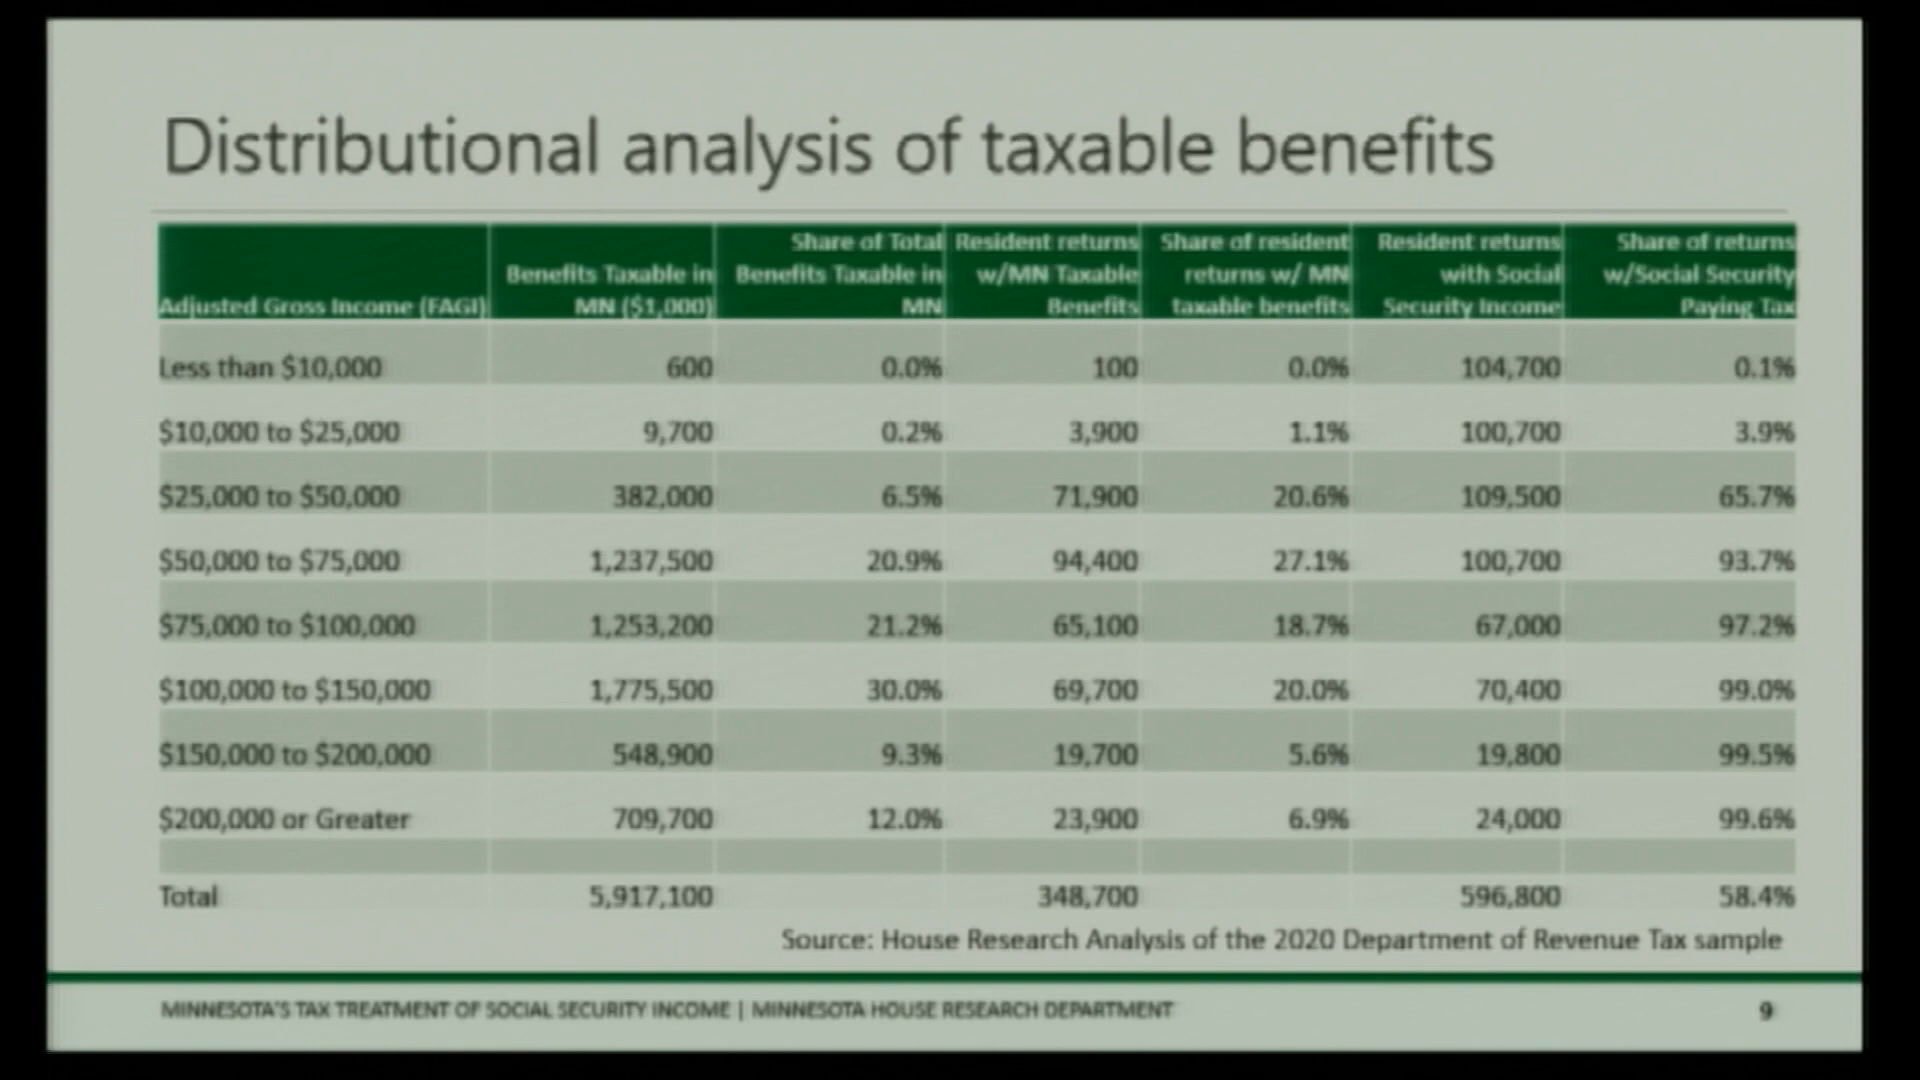 Distributional analysis of taxable benefits
Adjusted Gross Income (FAGI) Benefits Taxable in MN ($1,000) Share of Total Benefits Taxable in MN Resident returns w/MN Taxable Benefits Share of resident returns w/ MN taxable benefits Resident returns with Social Security Income Share of returns w/Social Security Paying Tax
Less than $10,000 600 0.0% 100 0.0% 104,700 0.1%
$10,000 to $25,000 9,700 0.2% 3,900 1.1% 100,700 3.9%
$25,000 to $50,000 382,000 6.5% 71,900 20.6% 109,500 65.7%
$50,000 to $75,000 1,237,500 20.9% 94,400 27.1% 100,700 93.7%
$75,000 to $100,000 1,253,200 21.2% 65,100 18.7% 67,000 97.2%
$100,000 to $150,000 1,775,500 30.0% 69,700 20.0% 70,400 99.0%
$150,000 to $200,000 548,900 9.3% 19,700 5.6% 19,800 99.5%
$200,000 or Greater 709,700 12.0% 23,900 6.9% 24,000 99.6%
Total 5,917,100 348,700 596,800 58.4%
Source: House Research Analysis of the 2020 Department of Revenue Tax sample
MINNESOTA'S TAX TREATMENT OF SOCIAL SECURITY INCOME | MINNESOTA HOUSE RESEARCH DEPARTMENT 9